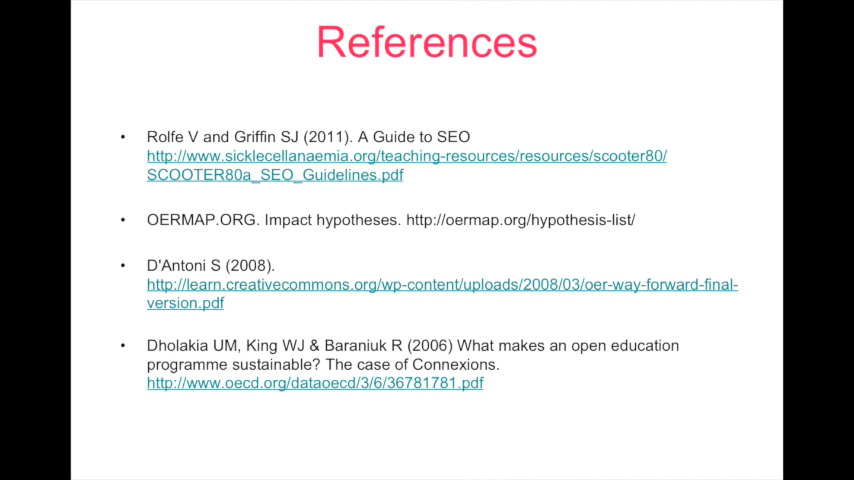 References
• Rolfe V and Griffin SJ (2011). A Guide to SEO
http://www.sicklecellanaemia.org/teaching-resources/resources/scooter80/
SCOOTER80a_SEO_Guidelines.pdf
• OERMAP.ORG. Impact hypotheses. http://oermap.org/hypothesis-list/
• D'Antoni S (2008).
http://learn.creativecommons.org/wp-content/uploads/2008/03/oer-way-forward-final-
version.pdf
• Dholakia UM, King WJ & Baraniuk R (2006) What makes an open education
programme sustainable? The case of Connexions.
http://www.oecd.org/dataoecd/3/6/36781781.pdf